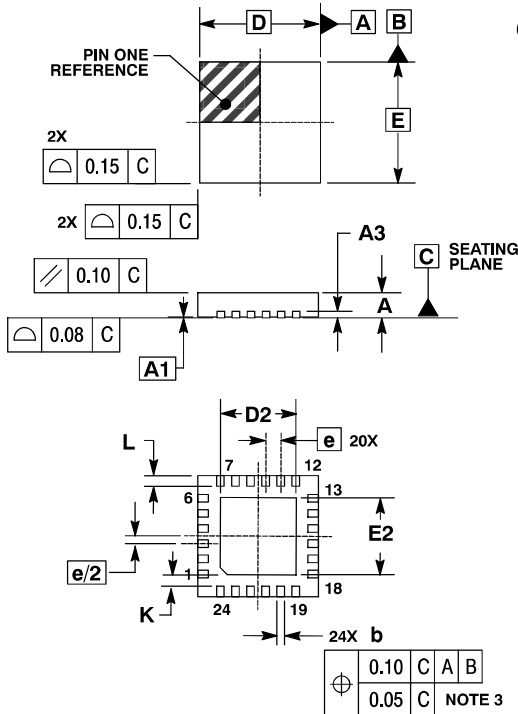 D
A
B
PIN ONE
REFERENCE
E
2X
0.15 C
2X 0.15 C
A3
C SEATING
PLANE
0.10 C
A
0.08 C
A1
D2
e 20X
L
7
12
6
13
E2
e/2
1
18
K
24
19
24X b
0.10 C A B
0.05 C NOTE 3